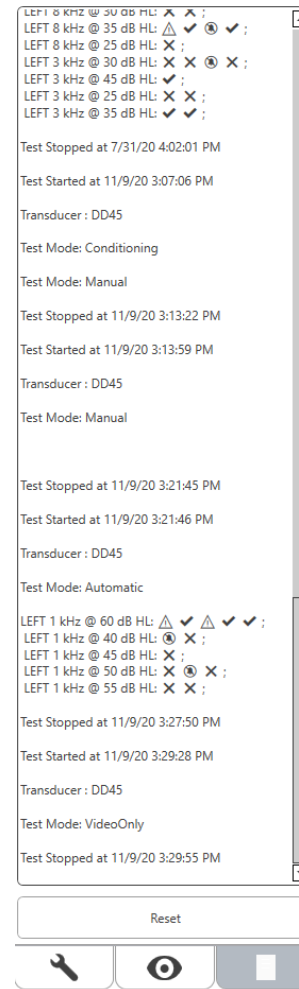 LEFT 8 kHz @ 30 dB HL: ✕ ✕ ;
LEFT 8 kHz @ 35 dB HL: ⚠ ✔ 🔕 ✔ ;
LEFT 8 kHz @ 25 dB HL: ✕ ;
LEFT 3 kHz @ 30 dB HL: ✕ ✕ 🔕 ✕ ;
LEFT 3 kHz @ 45 dB HL: ✔ ;
LEFT 3 kHz @ 25 dB HL: ✕ ✕ ;
LEFT 3 kHz @ 35 dB HL: ✔ ✔ ;
Test Stopped at 7/31/20 4:02:01 PM
Test Started at 11/9/20 3:07:06 PM
Transducer : DD45
Test Mode: Conditioning
Test Mode: Manual
Test Stopped at 11/9/20 3:13:22 PM
Test Started at 11/9/20 3:13:59 PM
Transducer : DD45
Test Mode: Manual
Test Stopped at 11/9/20 3:21:45 PM
Test Started at 11/9/20 3:21:46 PM
Transducer : DD45
Test Mode: Automatic
LEFT 1 kHz @ 60 dB HL: ⚠ ✔ ⚠ ✔ ✔ ;
LEFT 1 kHz @ 40 dB HL: 🔕 ✕ ;
LEFT 1 kHz @ 45 dB HL: ✕ ;
LEFT 1 kHz @ 50 dB HL: ✕ 🔕 ✕ ;
LEFT 1 kHz @ 55 dB HL: ✕ ✕ ;
Test Stopped at 11/9/20 3:27:50 PM
Test Started at 11/9/20 3:29:28 PM
Transducer : DD45
Test Mode: VideoOnly
Test Stopped at 11/9/20 3:29:55 PM
Reset